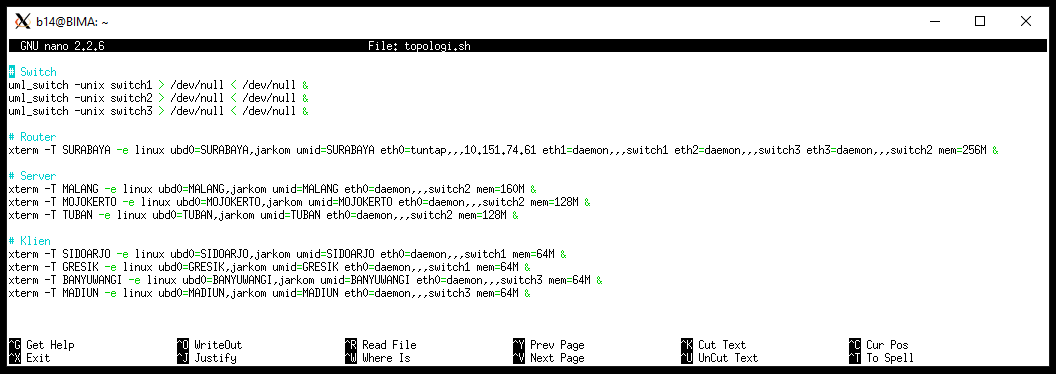 b14@BIMA: ~
GNU nano 2.2.6 File: topologi.sh
# Switch
uml_switch -unix switch1 > /dev/null < /dev/null &
uml_switch -unix switch2 > /dev/null < /dev/null &
uml_switch -unix switch3 > /dev/null < /dev/null &
# Router
xterm -T SURABAYA -e linux ubd0=SURABAYA,jarkom umid=SURABAYA eth0=tuntap,,,10.151.74.61 eth1=daemon,,,switch1 eth2=daemon,,,switch3 eth3=daemon,,,switch2 mem=256M &
# Server
xterm -T MALANG -e linux ubd0=MALANG,jarkom umid=MALANG eth0=daemon,,,switch2 mem=160M &
xterm -T MOJOKERTO -e linux ubd0=MOJOKERTO,jarkom umid=MOJOKERTO eth0=daemon,,,switch2 mem=128M &
xterm -T TUBAN -e linux ubd0=TUBAN,jarkom umid=TUBAN eth0=daemon,,,switch2 mem=128M &
# Klien
xterm -T SIDOARJO -e linux ubd0=SIDOARJO,jarkom umid=SIDOARJO eth0=daemon,,,switch1 mem=64M &
xterm -T GRESIK -e linux ubd0=GRESIK,jarkom umid=GRESIK eth0=daemon,,,switch1 mem=64M &
xterm -T BANYUWANGI -e linux ubd0=BANYUWANGI,jarkom umid=BANYUWANGI eth0=daemon,,,switch3 mem=64M &
xterm -T MADIUN -e linux ubd0=MADIUN,jarkom umid=MADIUN eth0=daemon,,,switch3 mem=64M &
^G Get Help ^O WriteOut ^R Read File ^Y Prev Page ^K Cut Text ^C Cur Pos
^X Exit ^J Justify ^W Where Is ^V Next Page ^U UnCut Text ^T To Spell